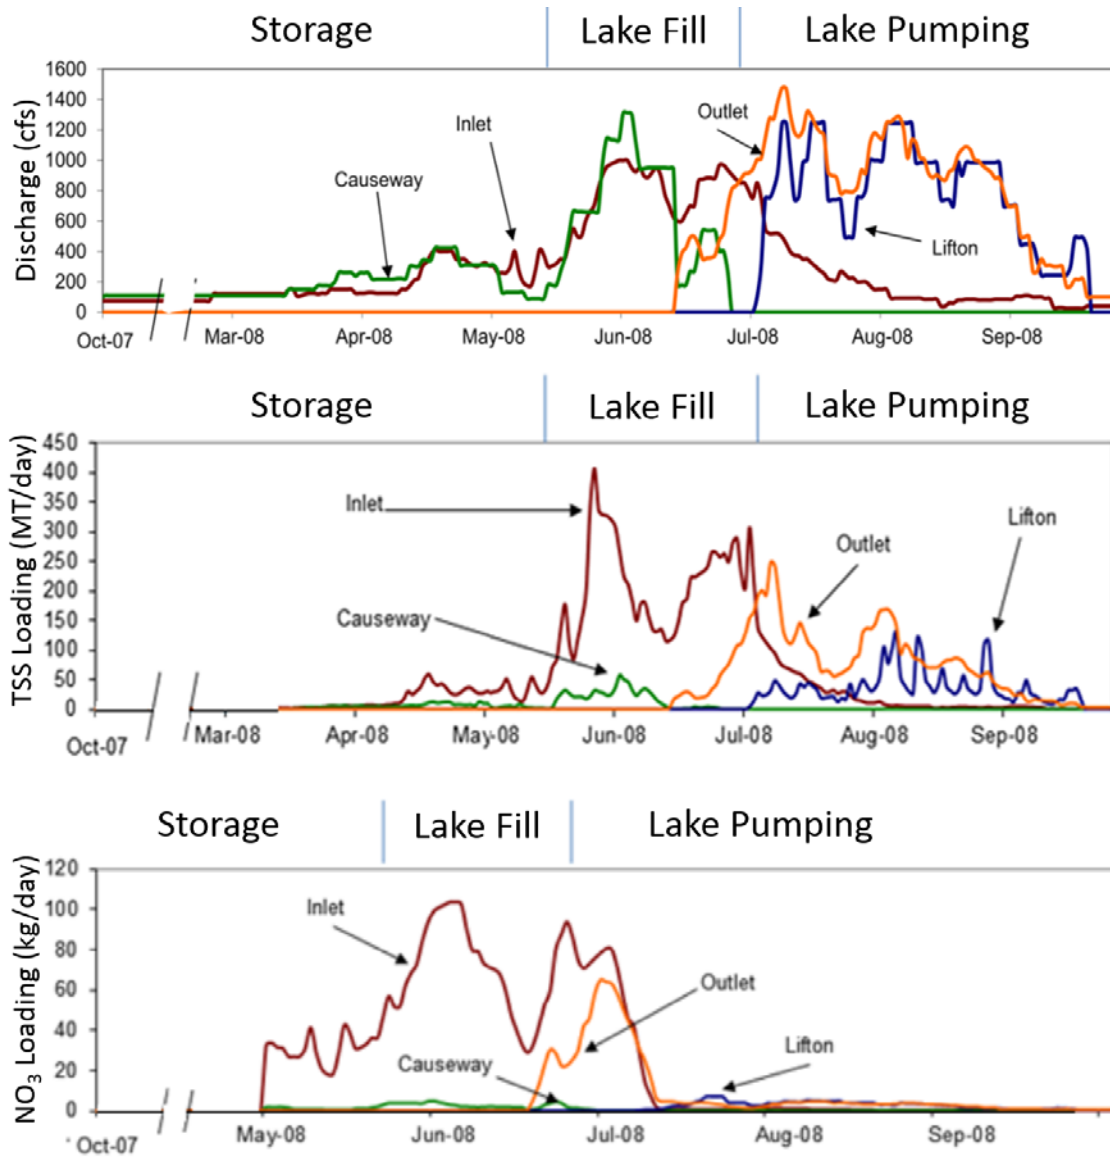 Storage Lake Fill Lake Pumping
Discharge (cfs)
1600
1400
1200
1000
800
600
400
200
0
Inlet
Outlet
Causeway
Lifton
Oct-07 Mar-08 Apr-08 May-08 Jun-08 Jul-08 Aug-08 Sep-08
Storage Lake Fill Lake Pumping
TSS Loading (MT/day)
450
400
350
300
250
200
150
100
50
0
Inlet
Lifton
Outlet
Causeway
Oct-07 Mar-08 Apr-08 May-08 Jun-08 Jul-08 Aug-08 Sep-08
Storage Lake Fill Lake Pumping
NO3 Loading (kg/day)
120
100
80
60
40
20
0
Inlet
Outlet
Causeway
Lifton
Oct-07 May-08 Jun-08 Jul-08 Aug-08 Sep-08